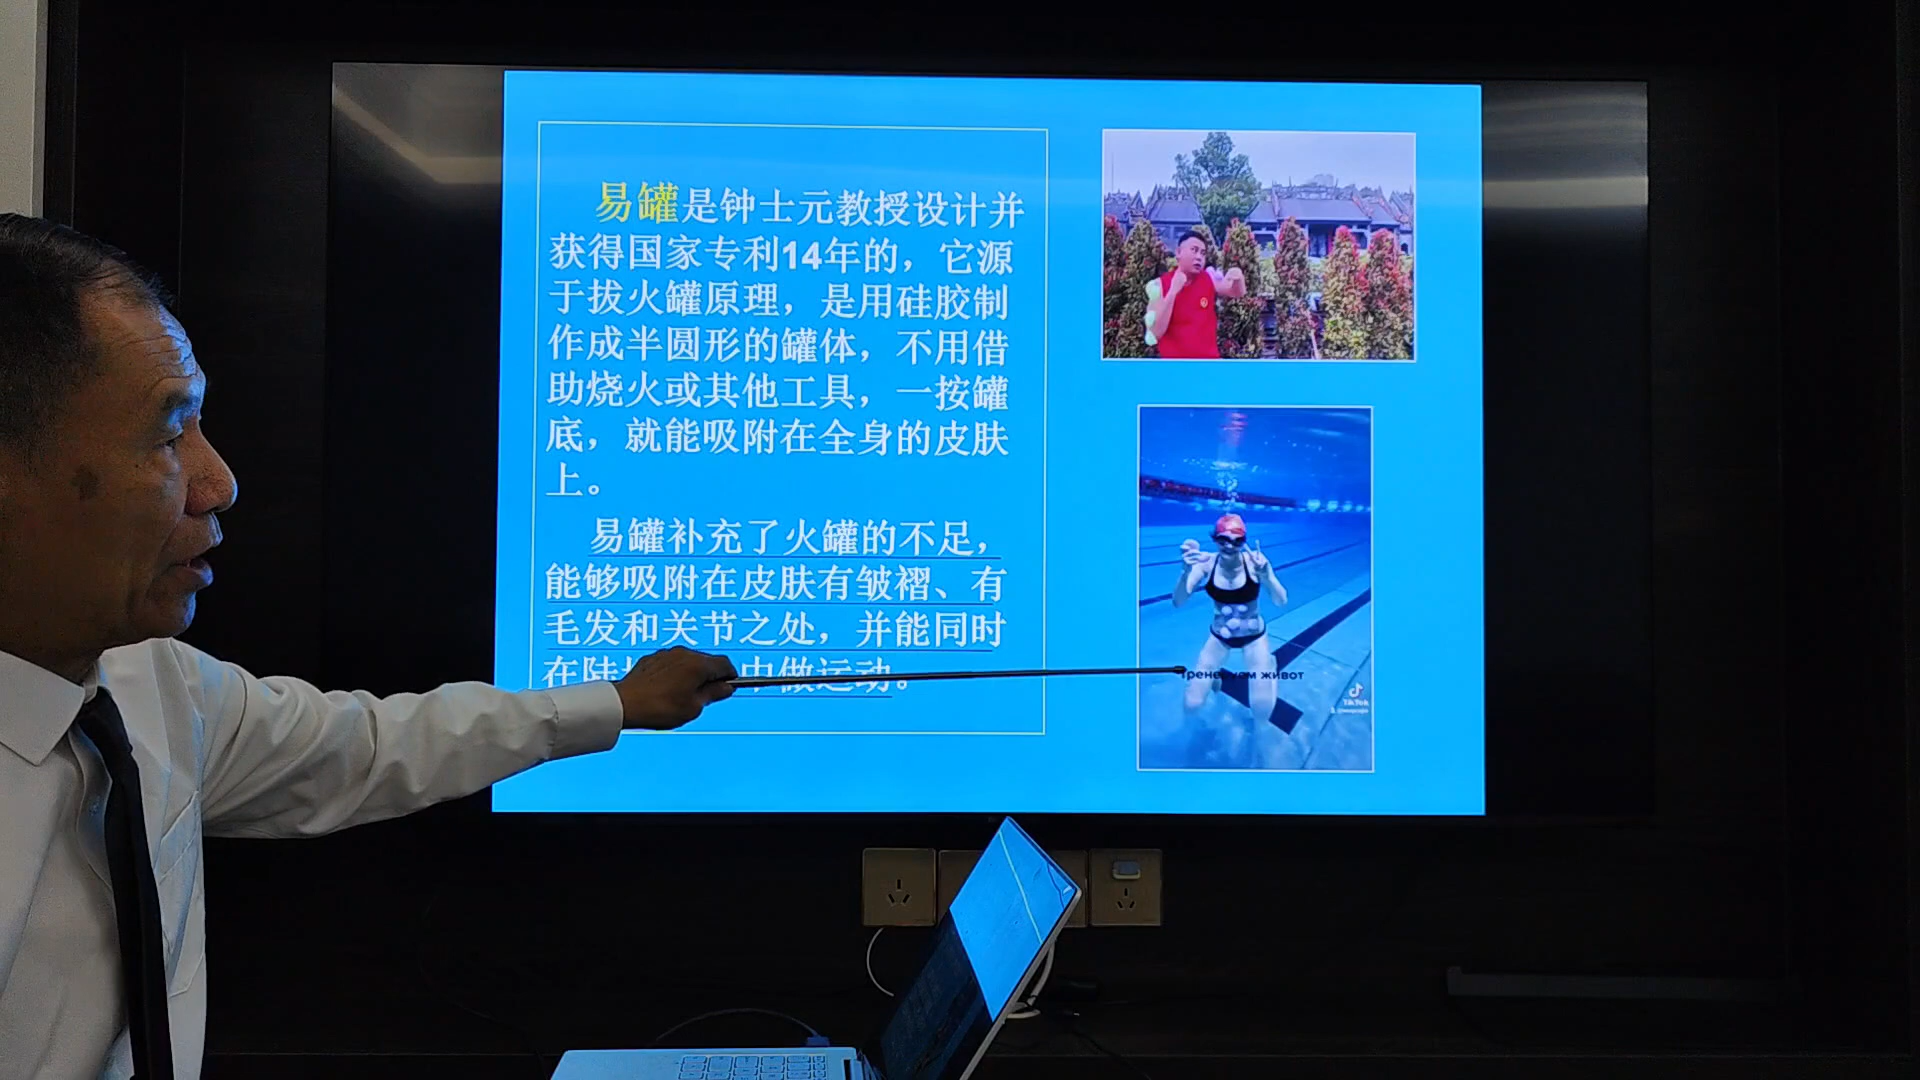 易罐是钟士元教授设计并
获得国家专利14年的，它源
于拔火罐原理，是用硅胶制
作成半圆形的罐体，不用借
助烧火或其他工具，一按罐
底，就能吸附在全身的皮肤
上。
易罐补充了火罐的不足，
能够吸附在皮肤有皱褶、有
毛发和关节之处，并能同时
在陆 中做运动。
живот
TikTok